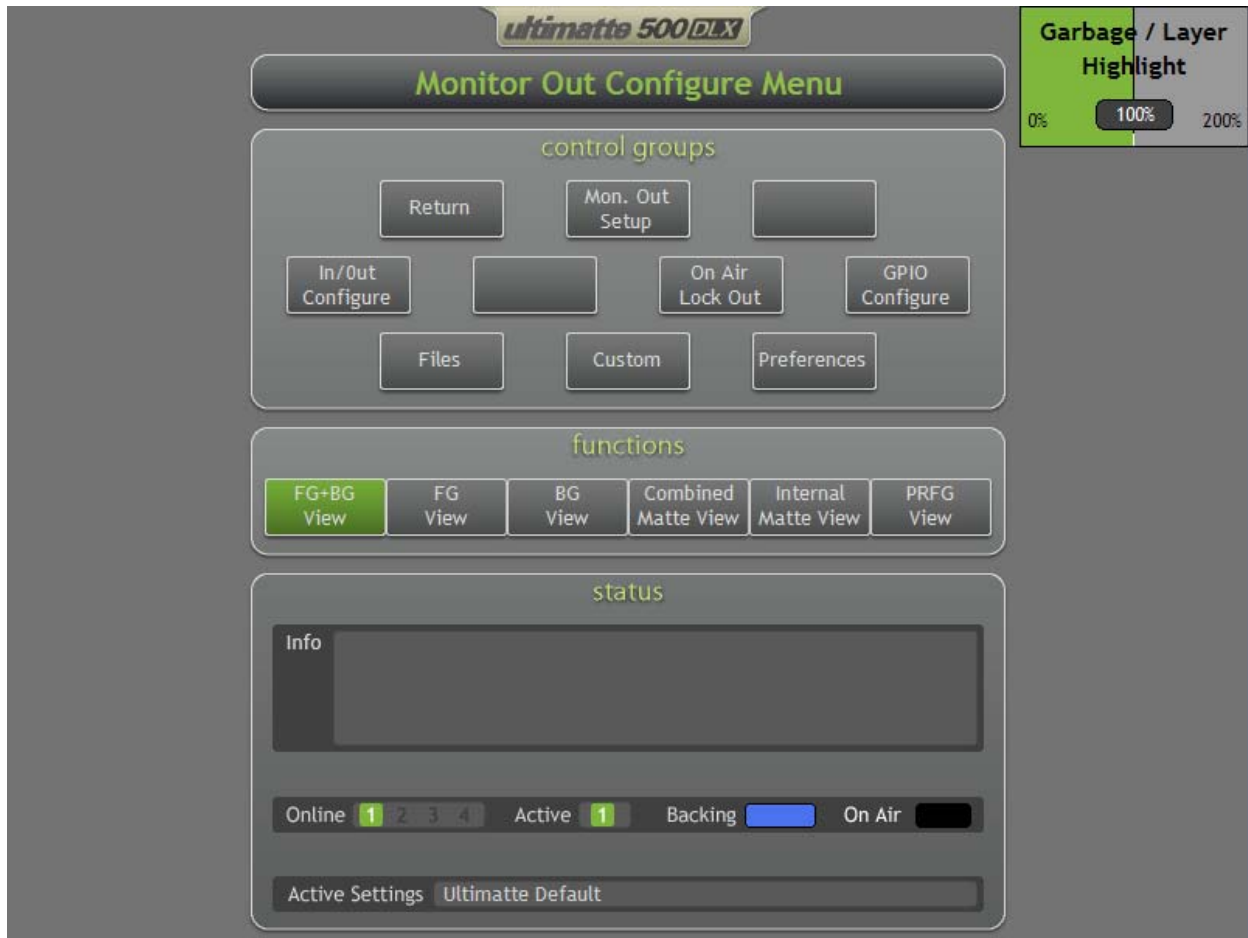 ultimatte 500 DLX
Monitor Out Configure Menu
Garbage / Layer
Highlight
0% 100% 200%
control groups
Return
Mon. Out
Setup
In/0ut
Configure
On Air
Lock Out
GPIO
Configure
Files
Custom
Preferences
functions
FG+BG
View
FG
View
BG
View
Combined
Matte View
Internal
Matte View
PRFG
View
status
Info
Online 1 2 3 4 Active 1 Backing On Air
Active Settings Ultimatte Default